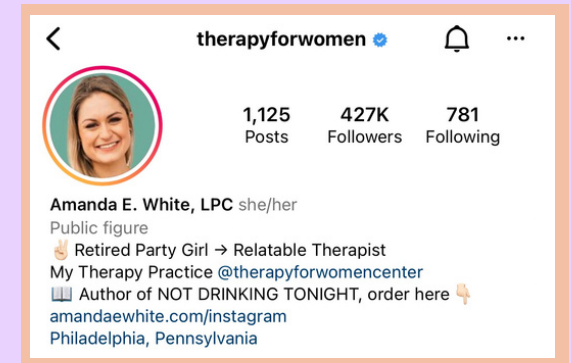 therapyforwomen
1,125 427K 781
Posts Followers Following
Amanda E. White, LPC she/her
Public figure
✌🏻 Retired Party Girl → Relatable Therapist
My Therapy Practice @therapyforwomencenter
📖 Author of NOT DRINKING TONIGHT, order here 👇🏻
amandaewhite.com/instagram
Philadelphia, Pennsylvania